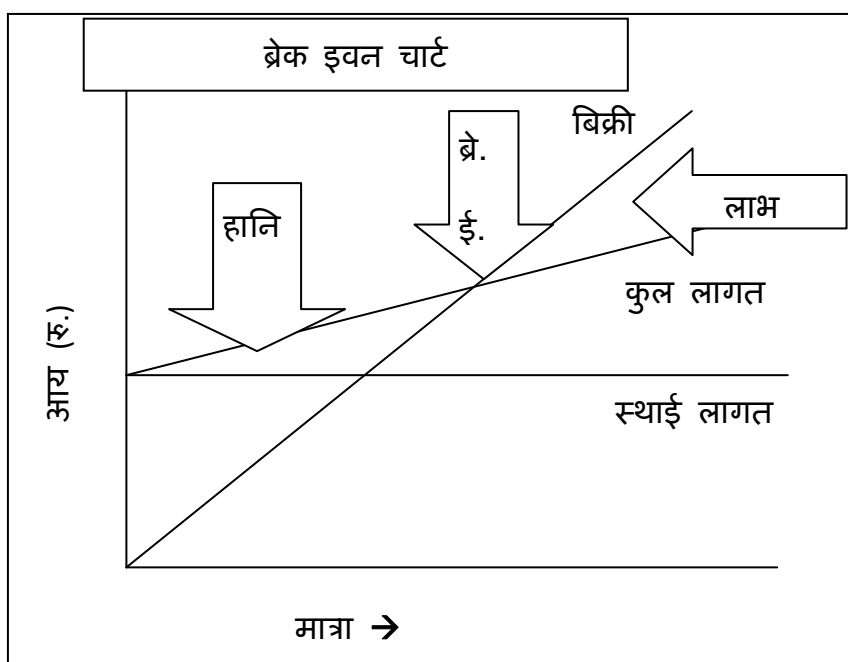 ब्रेक इवन चार्ट
बिक्री
ब्रे.
ई.
हानि
लाभ
कुल लागत
स्थाई लागत
आय (रु.)
मात्रा →